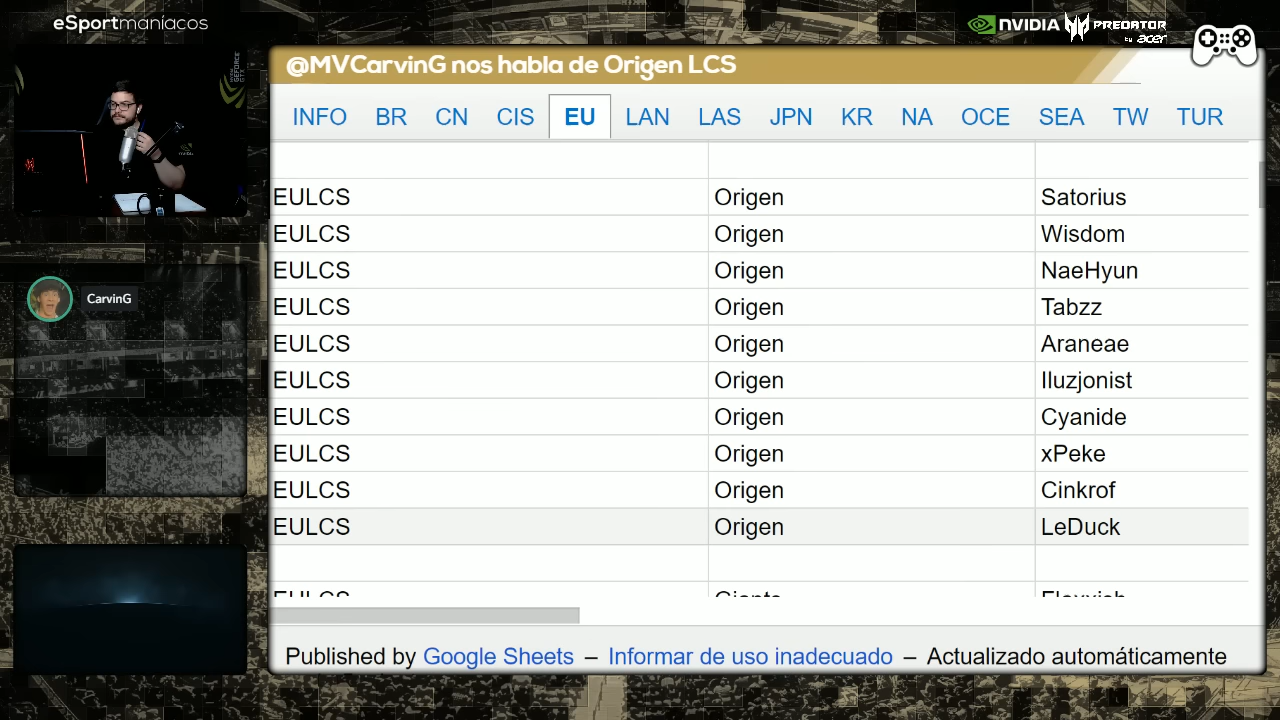 eSportmaníacos
NVIDIA PREDATOR
by acer
@MVCarvinG nos habla de Origen LCS
INFO BR CN CIS EU LAN LAS JPN KR NA OCE SEA TW TUR
EULCS Origen Satorius
EULCS Origen Wisdom
EULCS Origen NaeHyun
EULCS Origen Tabzz
EULCS Origen Araneae
EULCS Origen Iluzjonist
EULCS Origen Cyanide
EULCS Origen xPeke
EULCS Origen Cinkrof
EULCS Origen LeDuck
EULCS Giants
CarvinG
Published by Google Sheets – Informar de uso inadecuado – Actualizado automáticamente